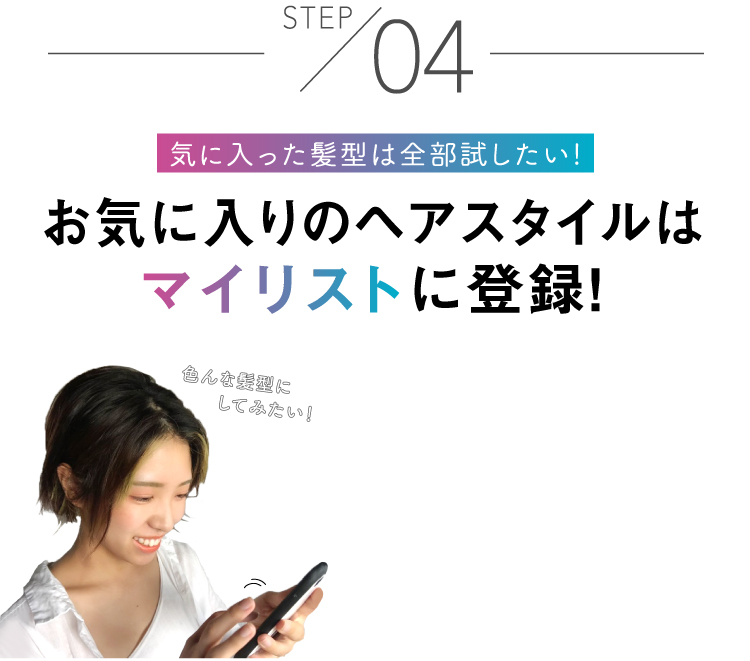 STEP
04
気に入った髪型は全部試したい!
お気に入りのヘアスタイルは
マイリストに登録!
色んな髪型に
してみたい!